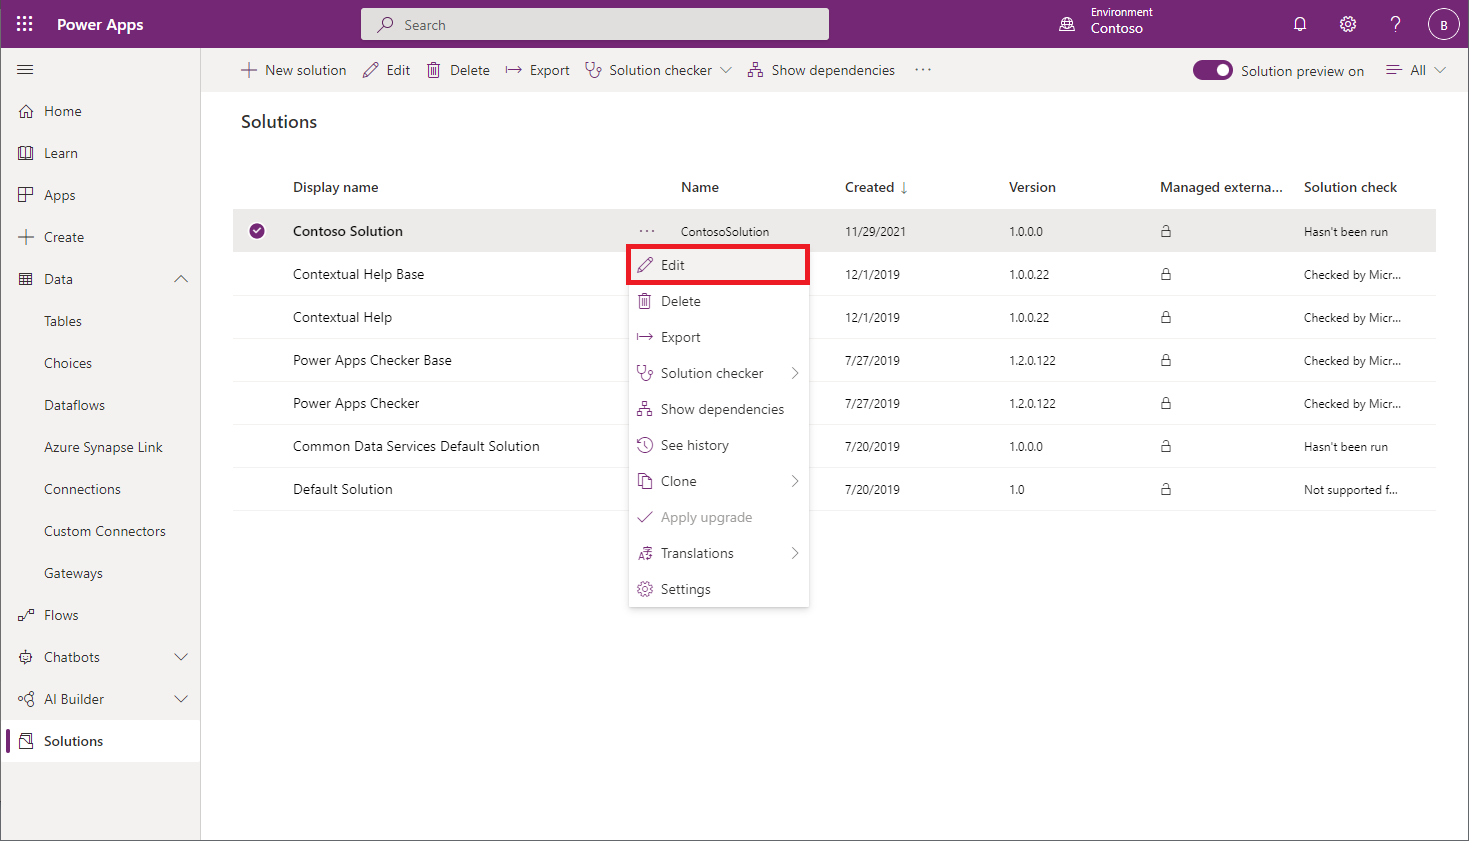 Power Apps
Search
Environment
Contoso
B
New solution
Edit
Delete
Export
Solution checker
Show dependencies
Solution preview on
All
Home
Learn
Apps
Create
Data
Tables
Choices
Dataflows
Azure Synapse Link
Connections
Custom Connectors
Gateways
Flows
Chatbots
AI Builder
Solutions
Solutions
Display name Name Created ↓ Version Managed externa... Solution check
Contoso Solution ... ContosoSolution 11/29/2021 1.0.0.0 Hasn't been run
Contextual Help Base 12/1/2019 1.0.0.22 Checked by Micr...
Contextual Help 12/1/2019 1.0.0.22 Checked by Micr...
Power Apps Checker Base 7/27/2019 1.2.0.122 Checked by Micr...
Power Apps Checker 7/27/2019 1.2.0.122 Checked by Micr...
Common Data Services Default Solution 7/20/2019 1.0.0.0 Hasn't been run
Default Solution 7/20/2019 1.0 Not supported f...
Edit
Delete
Export
Solution checker
Show dependencies
See history
Clone
Apply upgrade
Translations
Settings